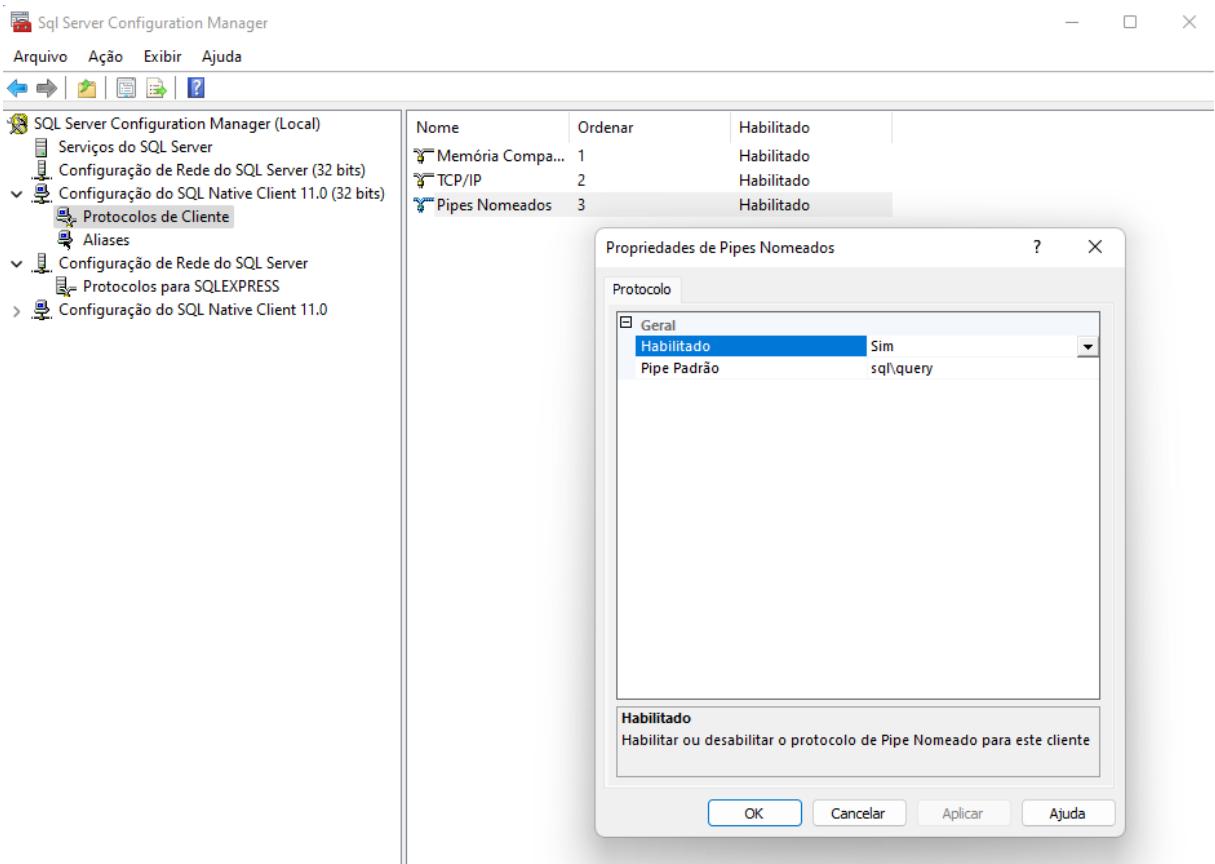 Sql Server Configuration Manager
Arquivo Ação Exibir Ajuda
SQL Server Configuration Manager (Local)
Serviços do SQL Server
Configuração de Rede do SQL Server (32 bits)
Configuração do SQL Native Client 11.0 (32 bits)
Protocolos de Cliente
Aliases
Configuração de Rede do SQL Server
Protocolos para SQLEXPRESS
Configuração do SQL Native Client 11.0
Nome Ordenar Habilitado
Memória Compa... 1 Habilitado
TCP/IP 2 Habilitado
Pipes Nomeados 3 Habilitado
Propriedades de Pipes Nomeados ?
Protocolo
Geral
Habilitado Sim
Pipe Padrão sql\query
Habilitado
Habilitar ou desabilitar o protocolo de Pipe Nomeado para este cliente
OK Cancelar Aplicar Ajuda